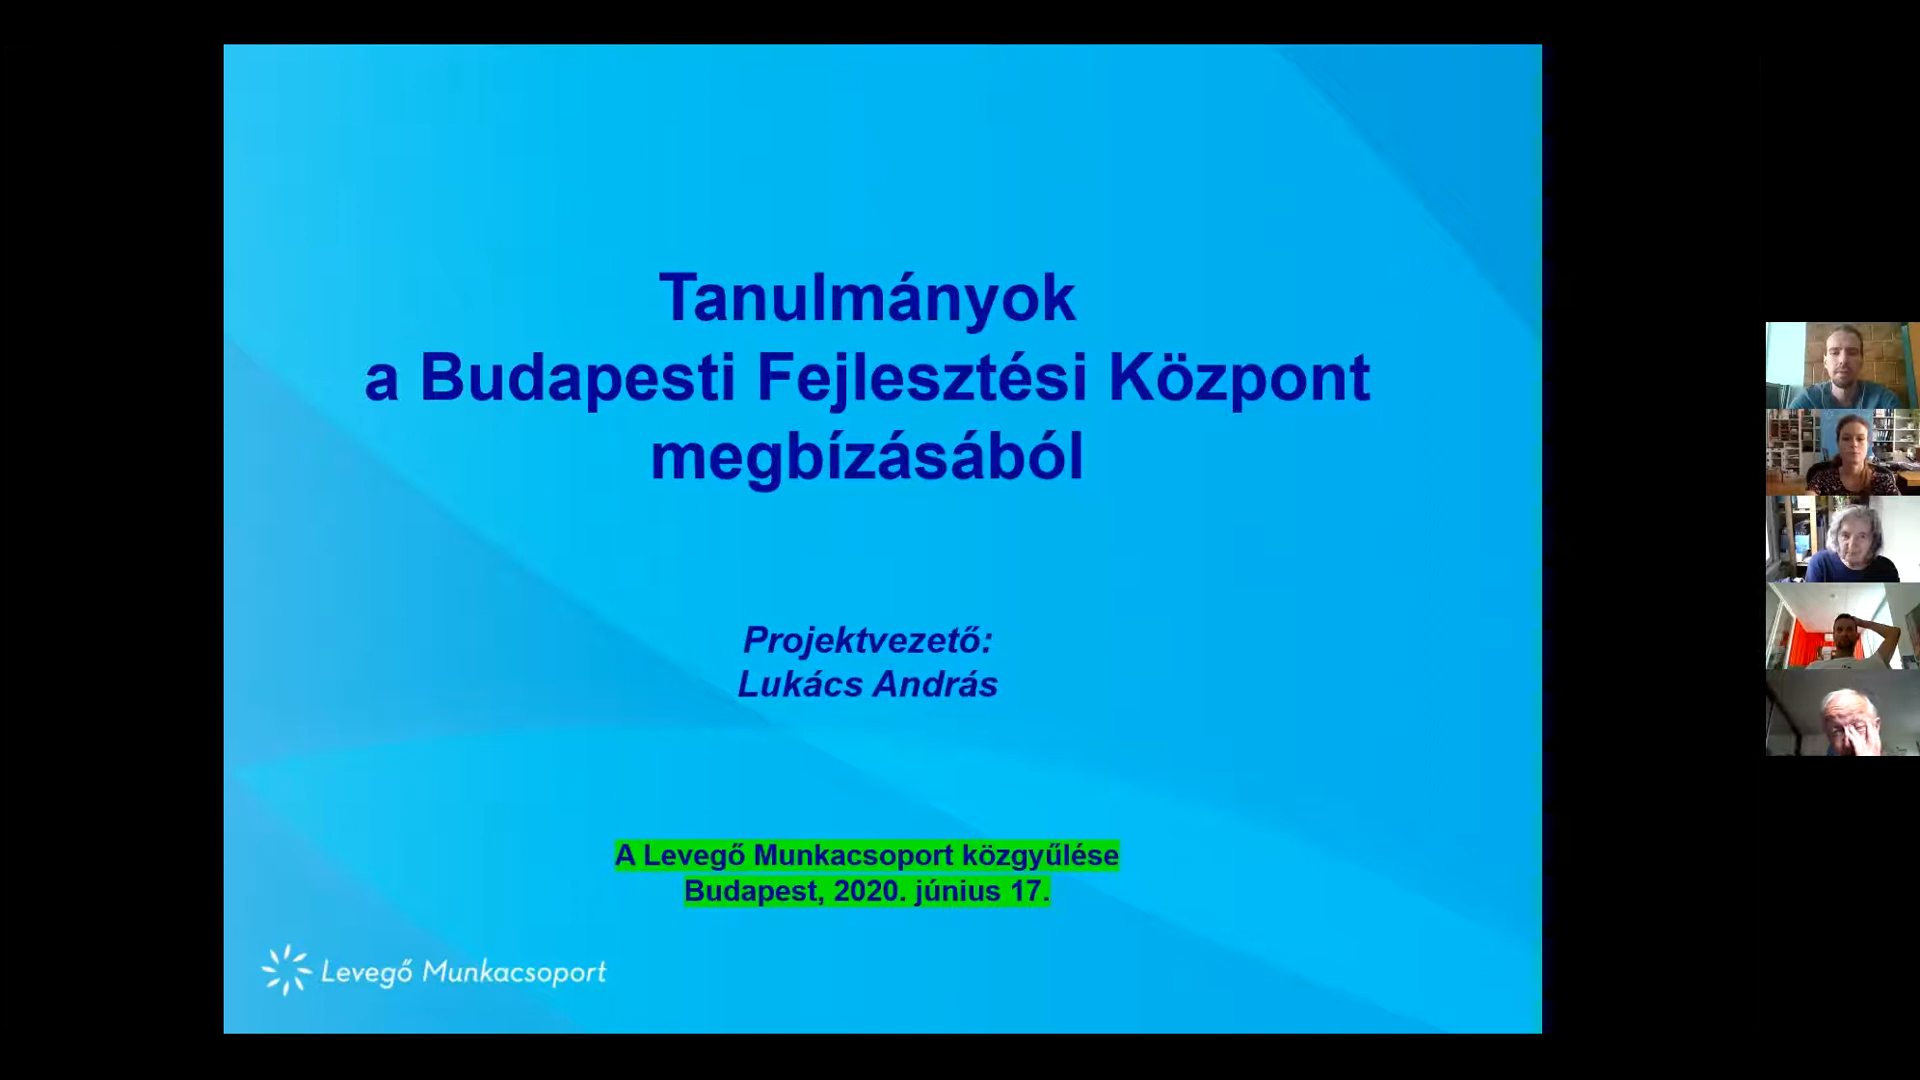 Tanulmányok
a Budapesti Fejlesztési Központ
megbízásából
Projektvezető:
Lukács András
A Levegő Munkacsoport közgyűlése
Budapest, 2020. június 17.
Levegő Munkacsoport